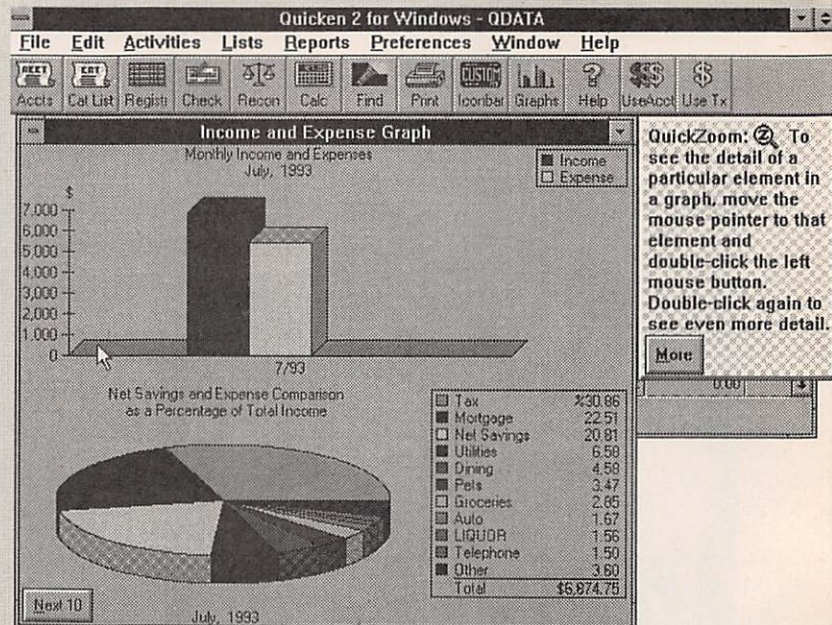 Quicken 2 for Windows - QDATA
File Edit Activities Lists Reports Preferences Window Help
Accts Cat List Registr Check Recon Calc Find Print Iconbar Graphs Help UseAcct Use Tx
Income and Expense Graph
Monthly Income and Expenses
July, 1993
Income
Expense
$
7,000
6,000
5,000
4,000
3,000
2,000
1,000
0
7/93
QuickZoom: To
see the detail of a
particular element in
a graph, move the
mouse pointer to that
element and
double-click the left
mouse button.
Double-click again to
see even more detail.
More
0.00
Net Savings and Expense Comparison
as a Percentage of Total Income
Tax %30.86
Mortgage 22.51
Net Savings 20.81
Utilities 6.58
Dining 4.58
Pets 3.47
Groceries 2.85
Auto 1.67
LIQUOR 1.56
Telephone 1.50
Other 3.60
Total $6,874.75
Next 10
July, 1993